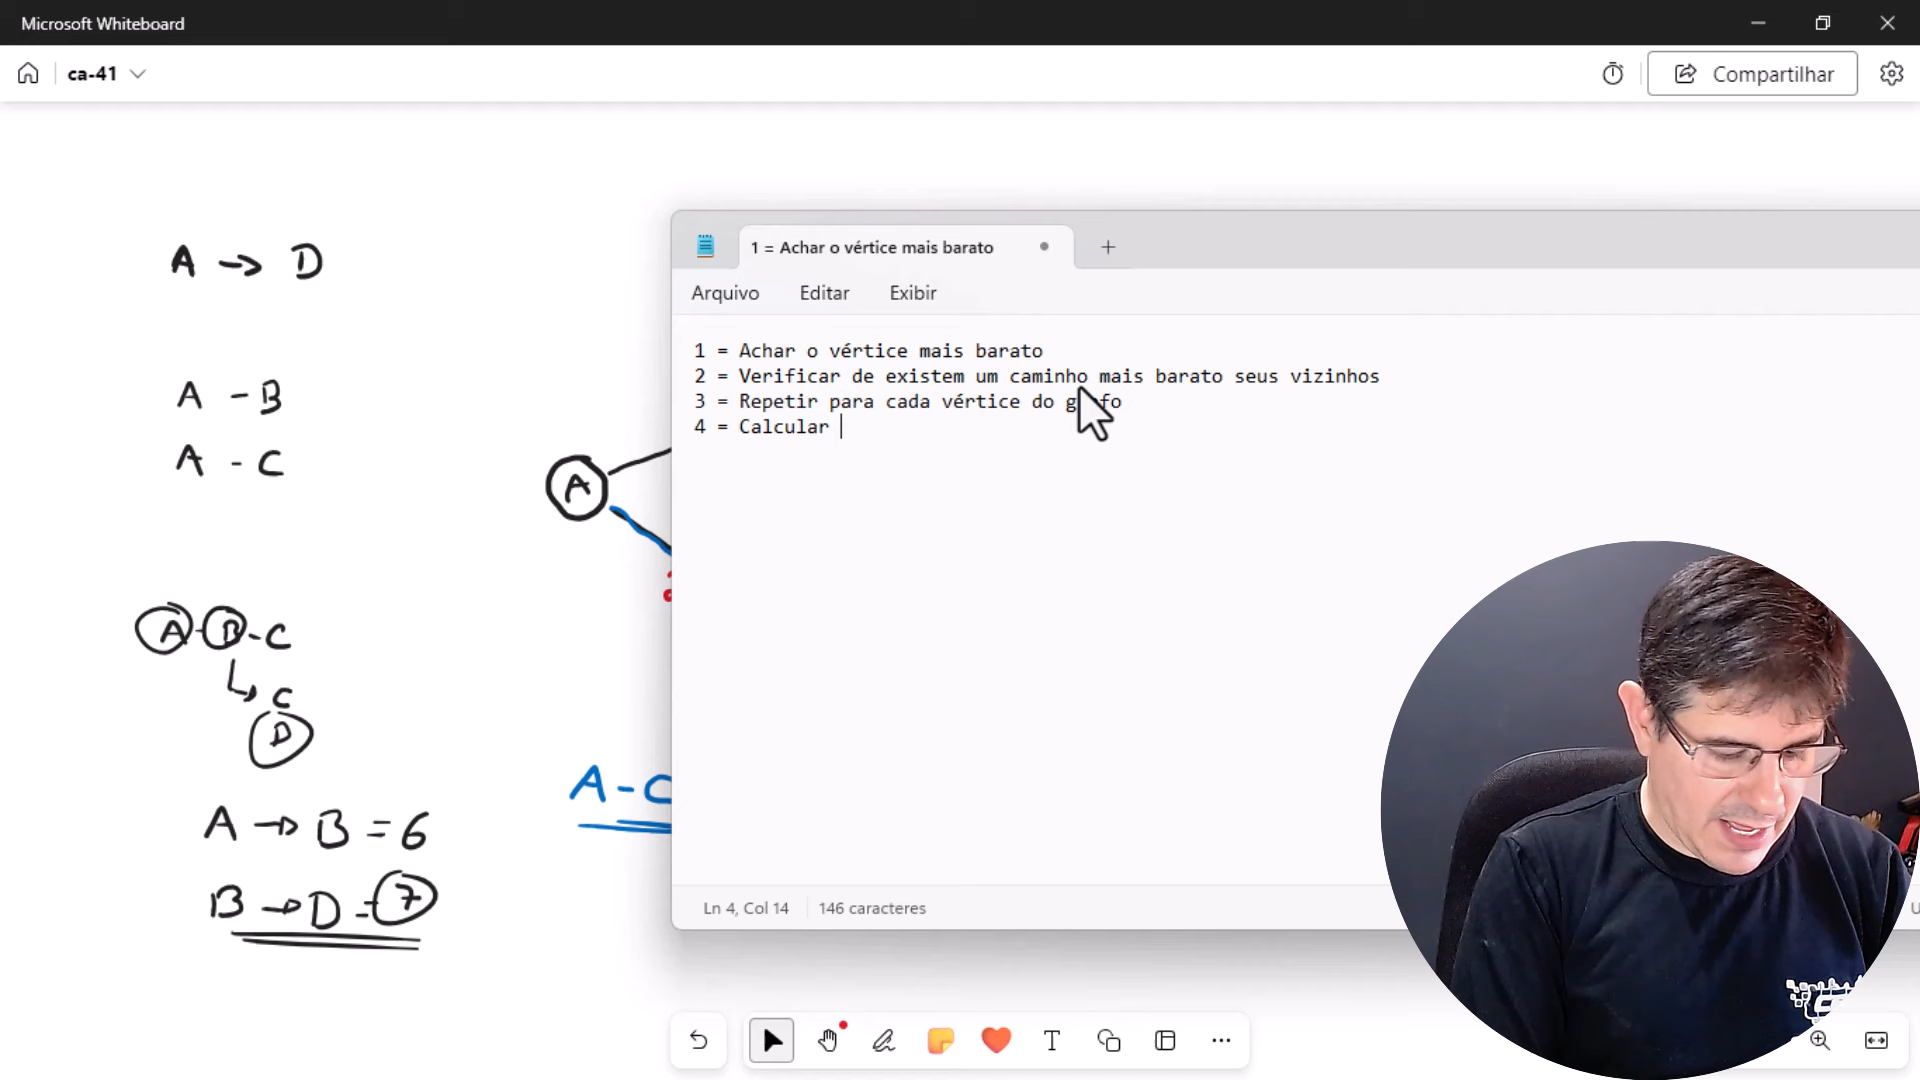 Microsoft Whiteboard
ca-41
Compartilhar
A → D
A - B
A - C
A-B-C
C
D
A → B = 6
B → D = 7
A
A-C
1 = Achar o vértice mais barato
Arquivo Editar Exibir
1 = Achar o vértice mais barato
2 = Verificar de existem um caminho mais barato seus vizinhos
3 = Repetir para cada vértice do
4 = Calcular
Ln 4, Col 14 146 caracteres